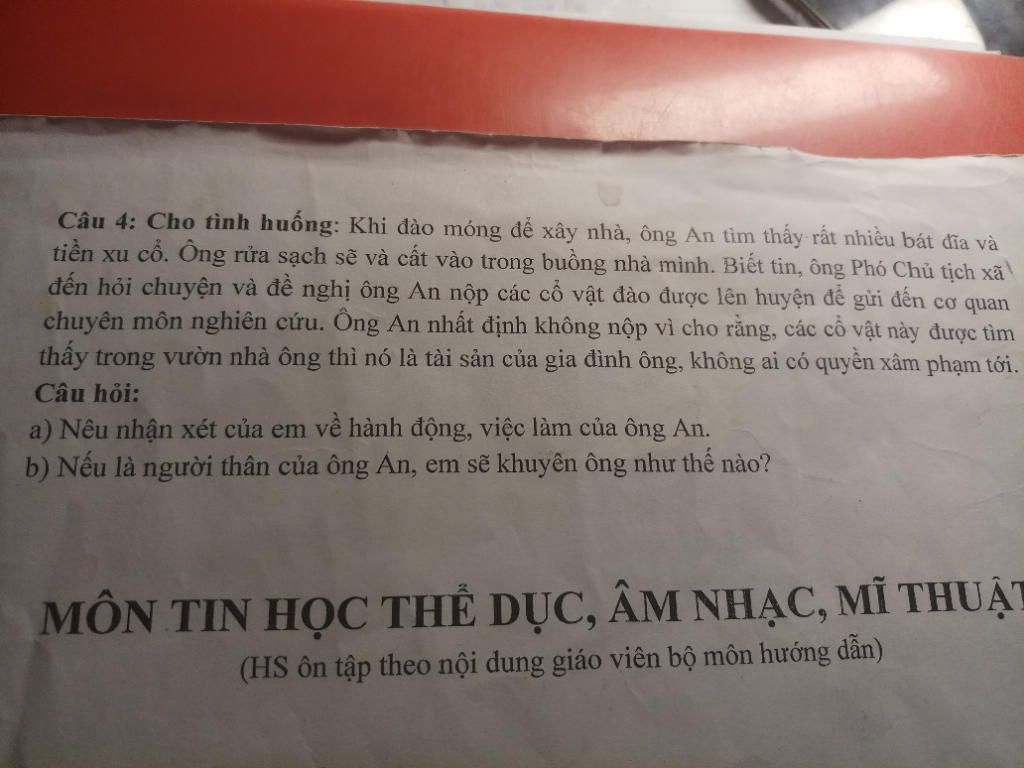 Câu 4: Cho tình huống: Khi đào móng để xây nhà, ông An tìm thấy rất nhiều bát đĩa và
tiền xu cổ. Ông rửa sạch sẽ và cất vào trong buồng nhà mình. Biết tin, ông Phó Chủ tịch xã
đến hỏi chuyện và đề nghị ông An nộp các cổ vật đào được lên huyện để gửi đến cơ quan
chuyên môn nghiên cứu. Ông An nhất định không nộp vì cho rằng, các cổ vật này được tìm
thấy trong vườn nhà ông thì nó là tài sản của gia đình ông, không ai có quyền xâm phạm tới.
Câu hỏi:
a) Nêu nhận xét của em về hành động, việc làm của ông An.
b) Nếu là người thân của ông An, em sẽ khuyên ông như thế nào?
MÔN TIN HỌC THỂ DỤC, ÂM NHẠC, MĨ THUẬT
(HS ôn tập theo nội dung giáo viên bộ môn hướng dẫn)